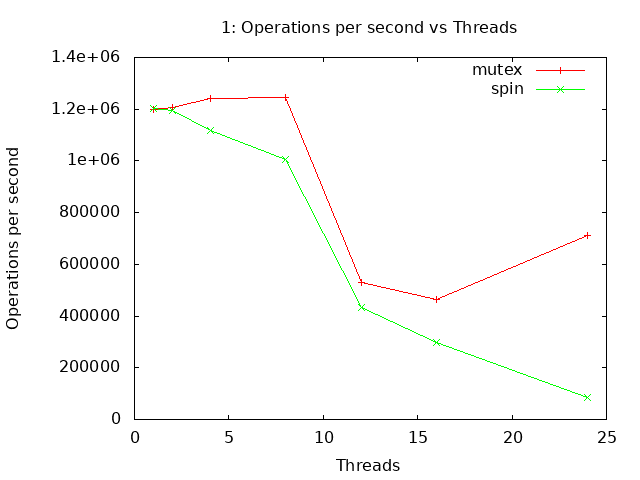 1: Operations per second vs Threads
1.4e+06
1.2e+06
1e+06
800000
600000
400000
200000
0
Operations per second
mutex
spin
0 5 10 15 20 25
Threads